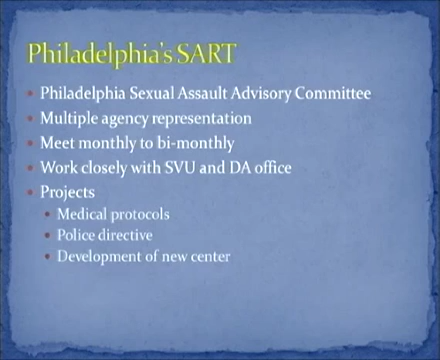 Philadelphia's SART
Philadelphia Sexual Assault Advisory Committee
Multiple agency representation
Meet monthly to bi-monthly
Work closely with SVU and DA office
Projects
Medical protocols
Police directive
Development of new center